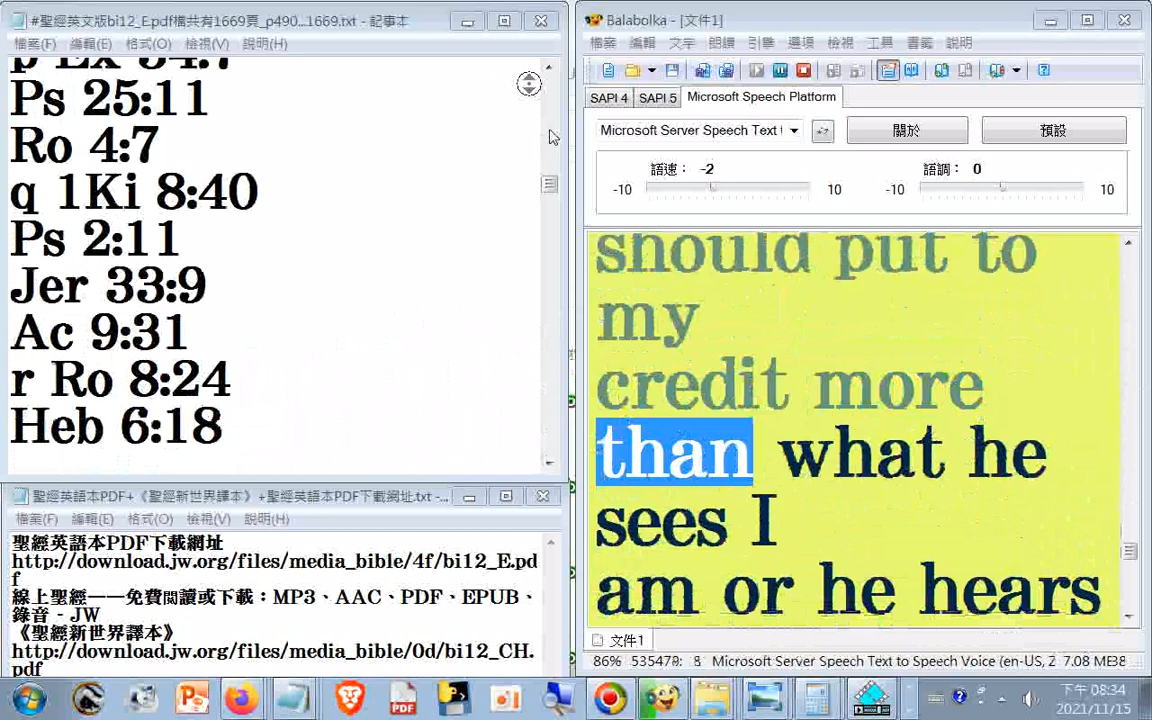 #聖經英文版bi12_E.pdf檔共有1669頁_p490...1669.txt - 記事本
檔案(F) 編輯(E) 格式(O) 檢視(V) 說明(H)
p Ex 34:7
Ps 25:11
Ro 4:7
q 1Ki 8:40
Ps 2:11
Jer 33:9
Ac 9:31
r Ro 8:24
Heb 6:18
聖經英語本PDF+《聖經新世界譯本》+聖經英語本PDF下載網址.txt -...
檔案(F) 編輯(E) 格式(O) 檢視(V) 說明(H)
聖經英語本PDF下載網址
http://download.jw.org/files/media_bible/4f/bi12_E.pd
f
線上聖經——免費閱讀或下載：MP3、AAC、PDF、EPUB、
錄音 - JW
《聖經新世界譯本》
http://download.jw.org/files/media_bible/0d/bi12_CH.
pdf
Balabolka - [文件1]
檔案 編輯 文字 朗讀 引擎 選項 檢視 工具 書籤 說明
SAPI 4 SAPI 5 Microsoft Speech Platform
Microsoft Server Speech Text 關於 預設
語速： -2 語調： 0
-10 10 -10 10
should put to
my
credit more
than what he
sees I
am or he hears
文件1
86% 535478: 8 Microsoft Server Speech Text to Speech Voice (en-US, Z 7.08 ME38
PDF
下午 08:34
2021/11/15